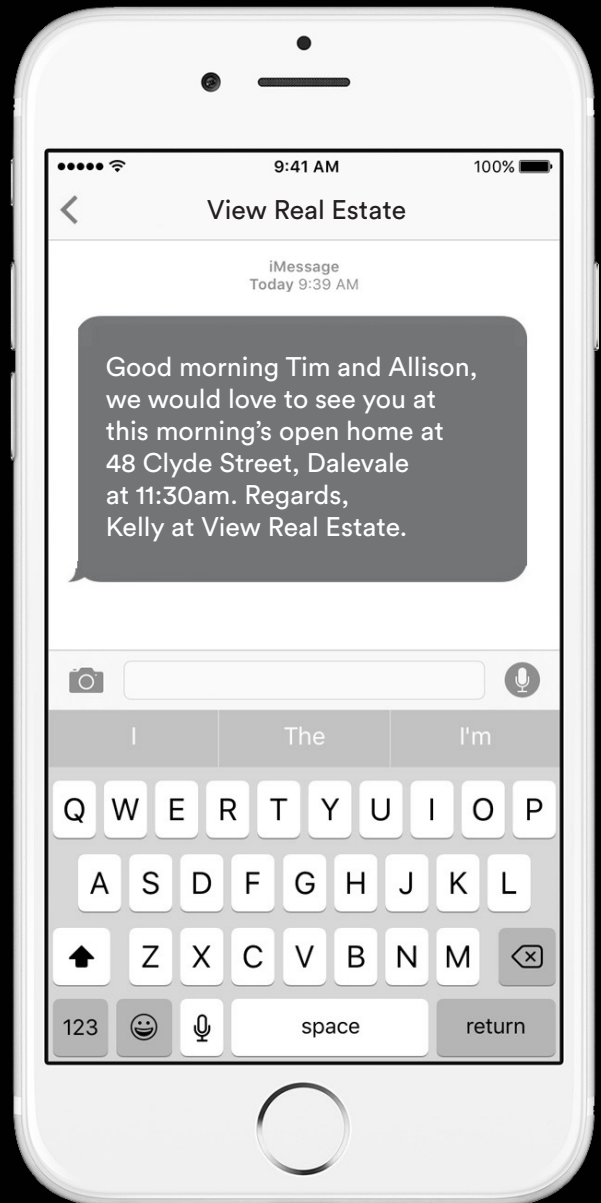 9:41 AM 100%
View Real Estate
iMessage
Today 9:39 AM
Good morning Tim and Allison,
we would love to see you at
this morning’s open home at
48 Clyde Street, Dalevale
at 11:30am. Regards,
Kelly at View Real Estate.
I The I'm
Q W E R T Y U I O P
A S D F G H J K L
Z X C V B N M
123 space return